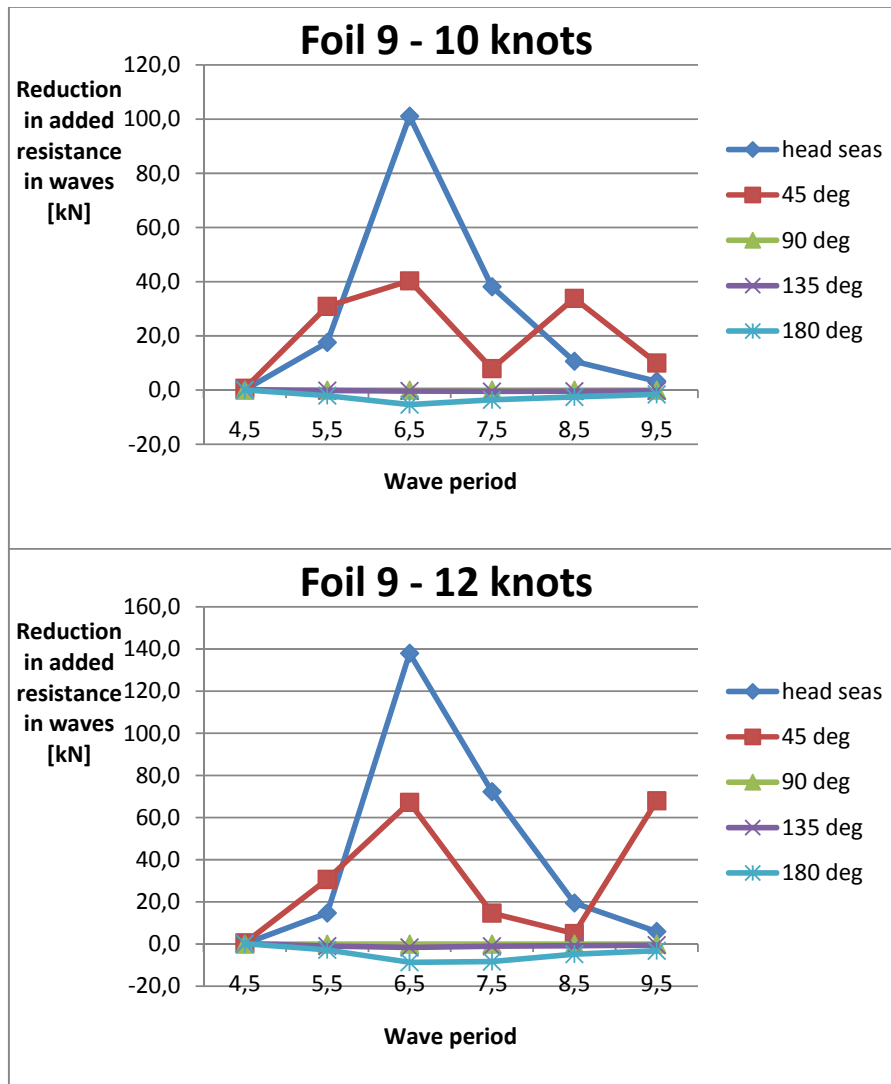 Foil 9 - 10 knots
Reduction
in added
resistance
in waves
[kN]
120,0
100,0
80,0
60,0
40,0
20,0
0,0
-20,0
4,5 5,5 6,5 7,5 8,5 9,5
Wave period
head seas
45 deg
90 deg
135 deg
180 deg
Foil 9 - 12 knots
Reduction
in added
resistance
in waves
[kN]
160,0
140,0
120,0
100,0
80,0
60,0
40,0
20,0
0,0
-20,0
4,5 5,5 6,5 7,5 8,5 9,5
Wave period
head seas
45 deg
90 deg
135 deg
180 deg